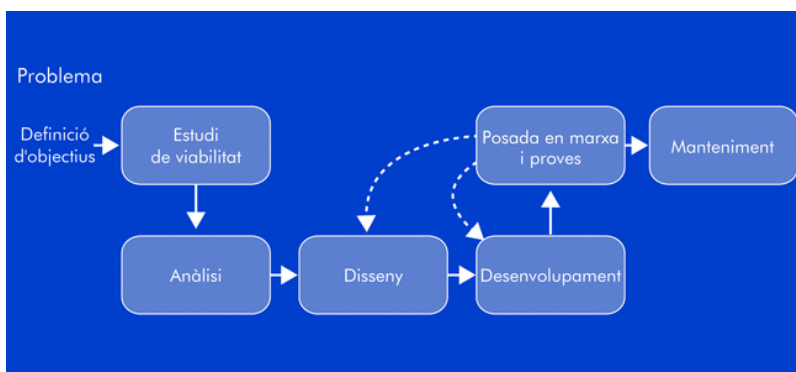 Problema
Definició
d'objectius
Estudi
de viabilitat
Posada en marxa
i proves
Manteniment
Anàlisi
Disseny
Desenvolupament